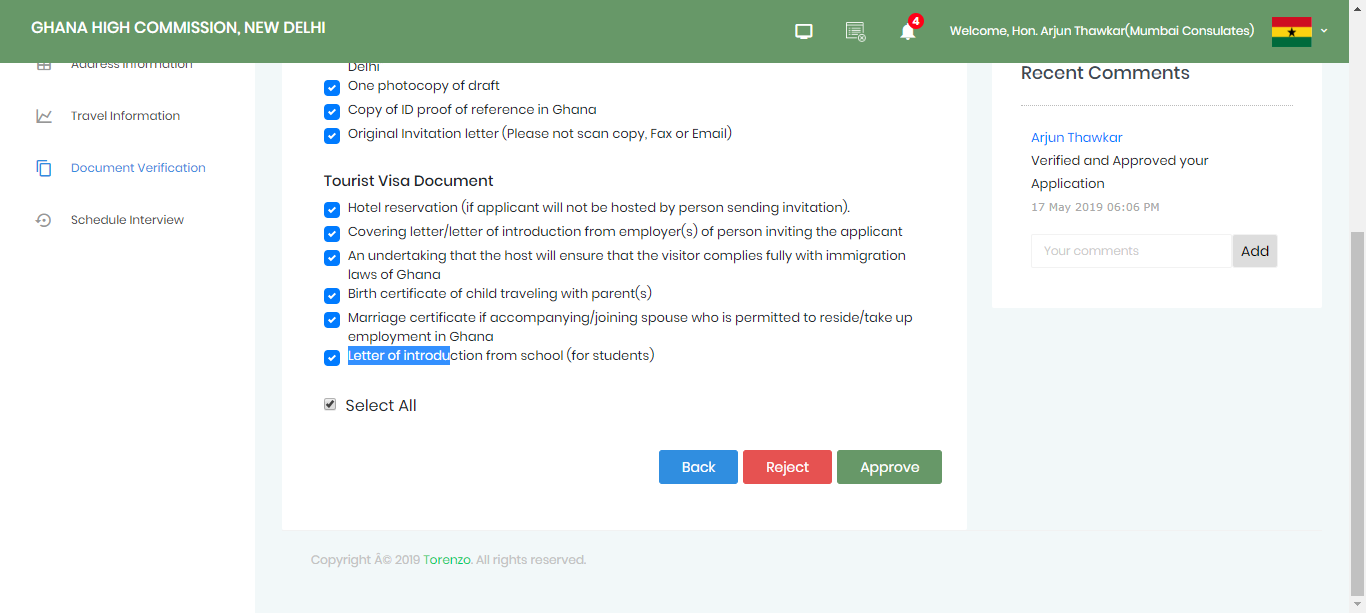 GHANA HIGH COMMISSION, NEW DELHI
4
Welcome, Hon. Arjun Thawkar(Mumbai Consulates)
Address Information
Travel Information
Document Verification
Schedule Interview
Delhi
One photocopy of draft
Copy of ID proof of reference in Ghana
Original Invitation letter (Please not scan copy, Fax or Email)
Tourist Visa Document
Hotel reservation (if applicant will not be hosted by person sending invitation).
Covering letter/letter of introduction from employer(s) of person inviting the applicant
An undertaking that the host will ensure that the visitor complies fully with immigration
laws of Ghana
Birth certificate of child traveling with parent(s)
Marriage certificate if accompanying/joining spouse who is permitted to reside/take up
employment in Ghana
Letter of introduction from school (for students)
Select All
Back
Reject
Approve
Recent Comments
Arjun Thawkar
Verified and Approved your
Application
17 May 2019 06:06 PM
Your comments
Add
Copyright Â© 2019 Torenzo. All rights reserved.